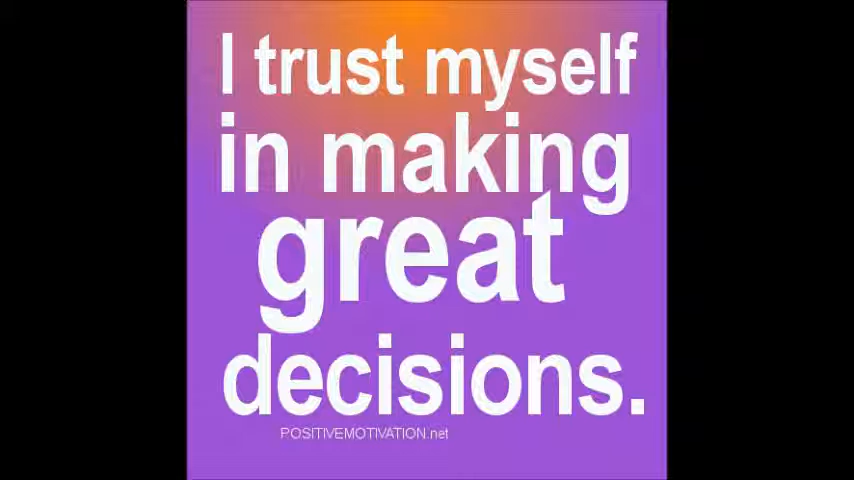 I trust myself
in making
great
decisions.
POSITIVEMOTIVATION.net